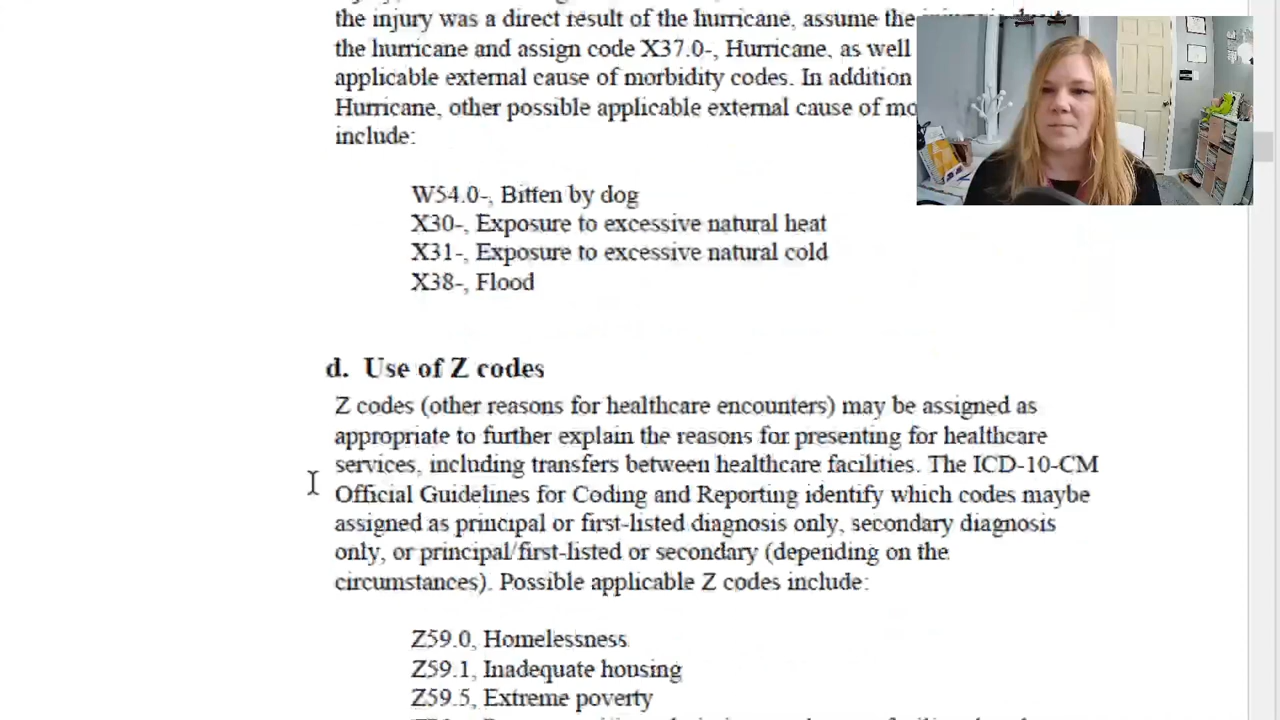 the injury was a direct result of the hurricane, assume the
the hurricane and assign code X37.0-, Hurricane, as well
applicable external cause of morbidity codes. In addition
Hurricane, other possible applicable external cause of mo
include:
W54.0-, Bitten by dog
X30-, Exposure to excessive natural heat
X31-, Exposure to excessive natural cold
X38-, Flood
d. Use of Z codes
Z codes (other reasons for healthcare encounters) may be assigned as
appropriate to further explain the reasons for presenting for healthcare
services, including transfers between healthcare facilities. The ICD-10-CM
Official Guidelines for Coding and Reporting identify which codes maybe
assigned as principal or first-listed diagnosis only, secondary diagnosis
only, or principal/first-listed or secondary (depending on the
circumstances). Possible applicable Z codes include:
Z59.0, Homelessness
Z59.1, Inadequate housing
Z59.5, Extreme poverty